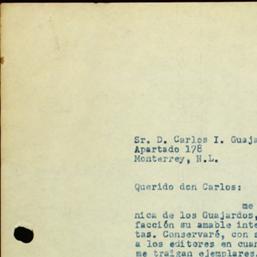 Sr. D. Carlos I. Guaja
Apartado 178
Monterrey, N.L.
Querido don Carlos:
me
nica de los Guajardos,
facción su amable inte
tas. Conservaré, con
a los editores en cuan
me traigan ejemplares